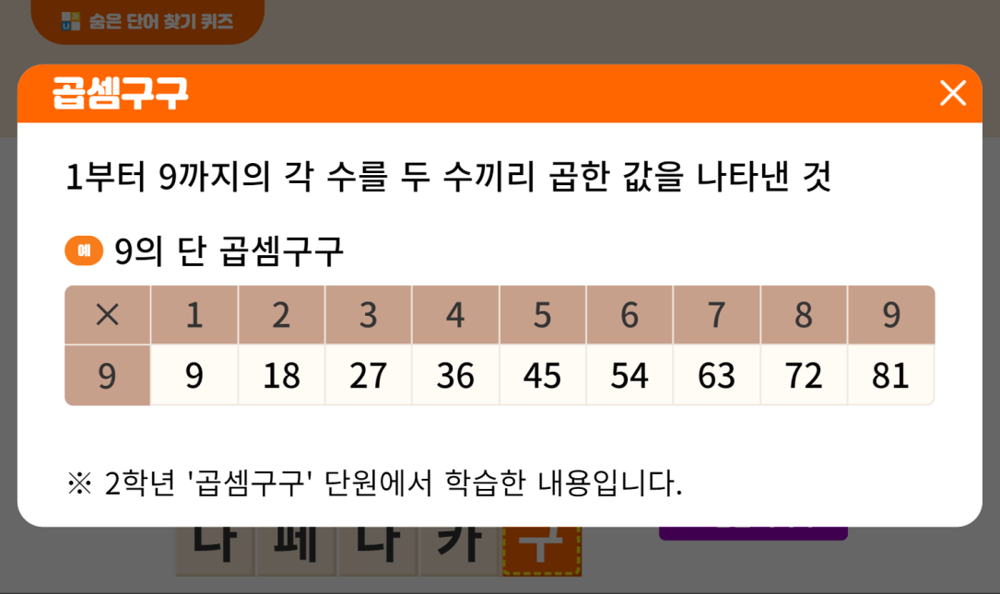 숨은 단어 찾기 퀴즈
곱셈구구
1부터 9까지의 각 수를 두 수끼리 곱한 값을 나타낸 것
예 9의 단 곱셈구구
× 1 2 3 4 5 6 7 8 9
9 9 18 27 36 45 54 63 72 81
※ 2학년 '곱셈구구' 단원에서 학습한 내용입니다.
구